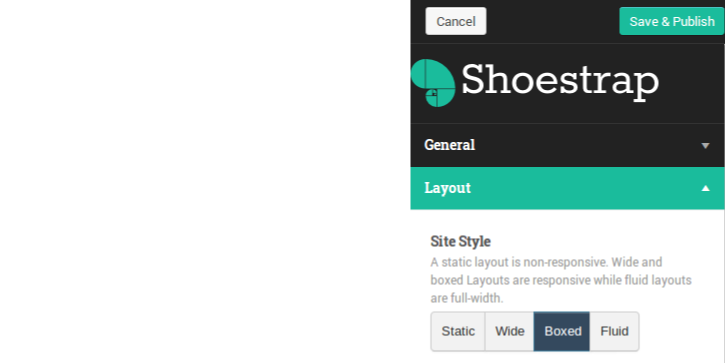 Cancel Save & Publish
Shoestrap
General
Layout
Site Style
A static layout is non-responsive. Wide and
boxed Layouts are responsive while fluid layouts
are full-width.
Static Wide Boxed Fluid